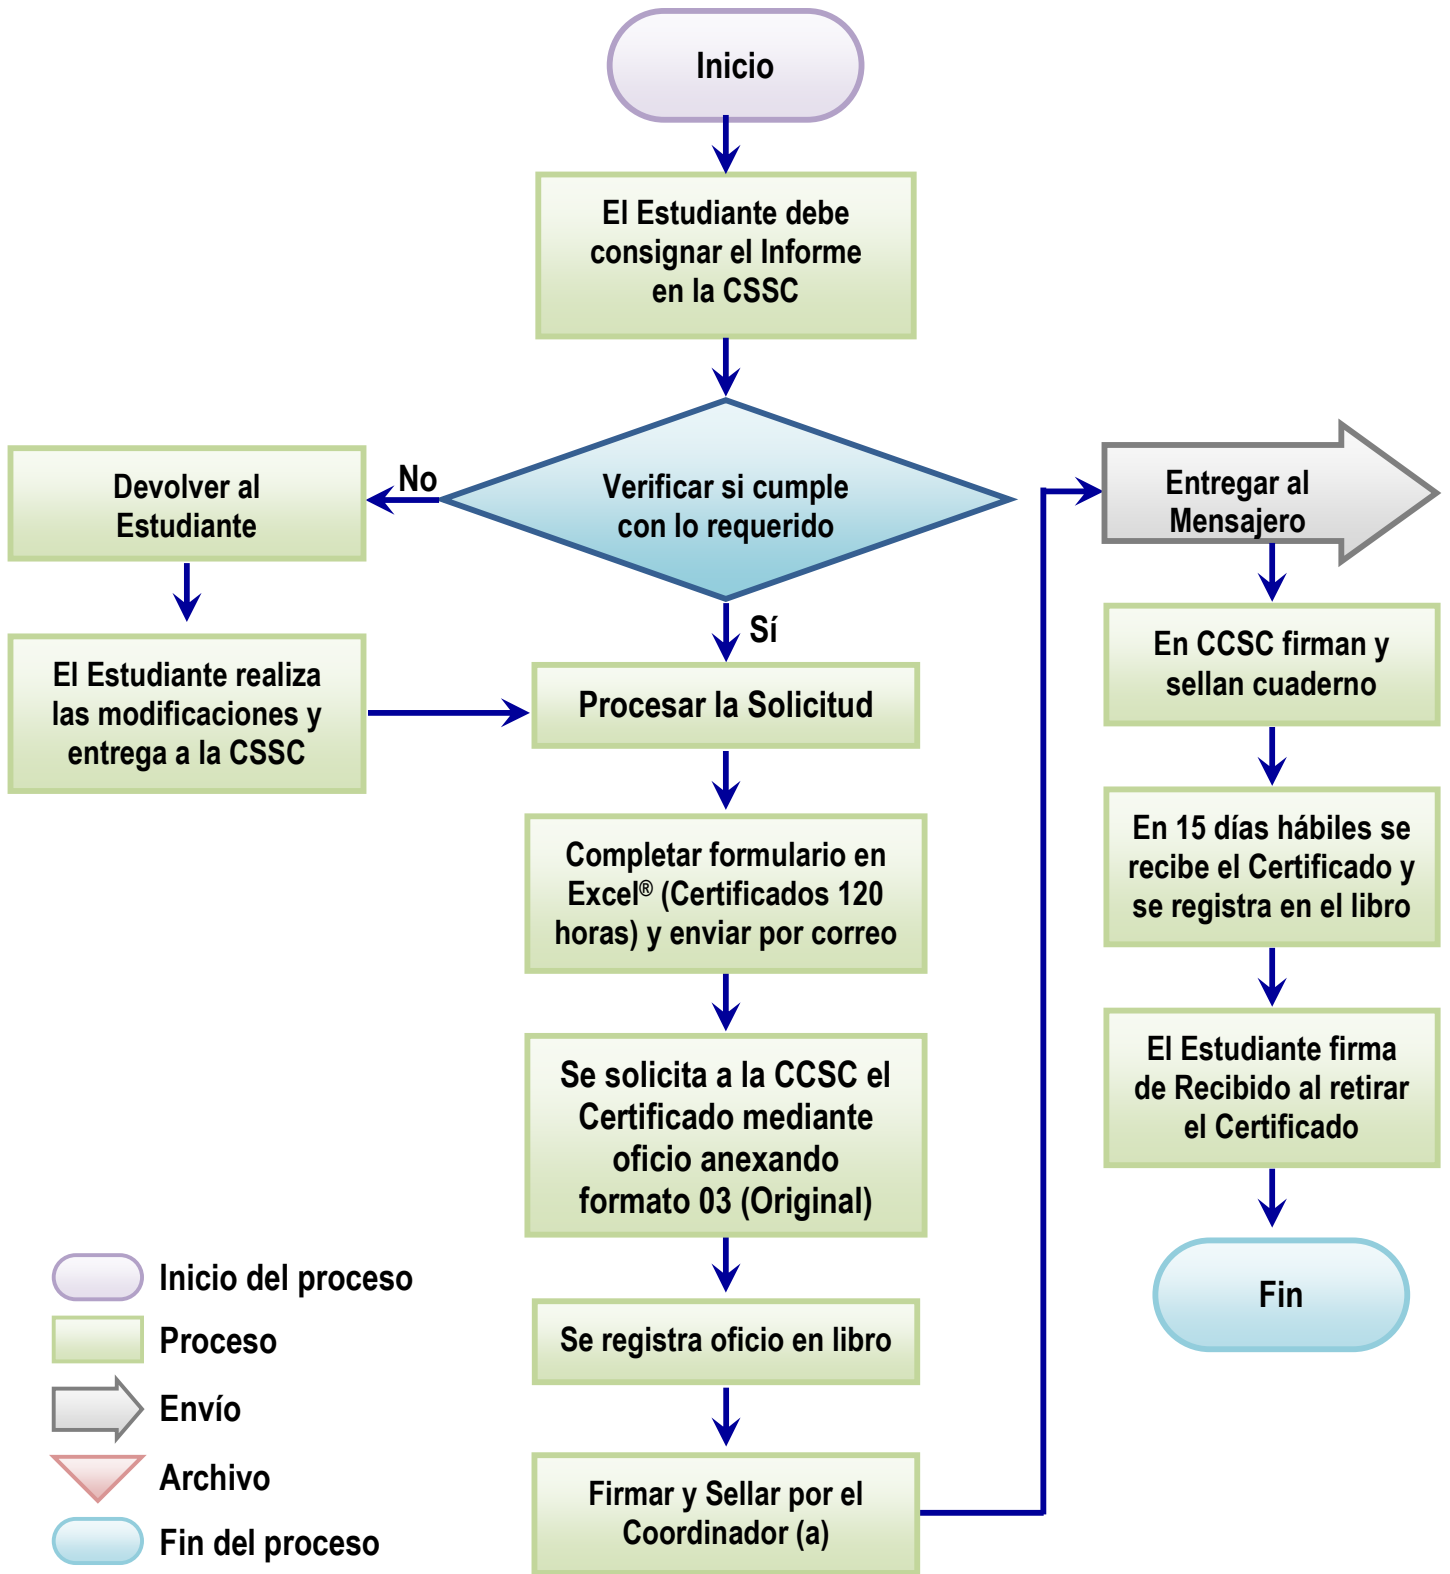 Inicio
El Estudiante debe
consignar el Informe
en la CSSC
Verificar si cumple
con lo requerido
No
Devolver al
Estudiante
El Estudiante realiza
las modificaciones y
entrega a la CSSC
Sí
Procesar la Solicitud
Completar formulario en
Excel® (Certificados 120
horas) y enviar por correo
Se solicita a la CCSC el
Certificado mediante
oficio anexando
formato 03 (Original)
Se registra oficio en libro
Firmar y Sellar por el
Coordinador (a)
Entregar al
Mensajero
En CCSC firman y
sellan cuaderno
En 15 días hábiles se
recibe el Certificado y
se registra en el libro
El Estudiante firma
de Recibido al retirar
el Certificado
Fin
Inicio del proceso
Proceso
Envío
Archivo
Fin del proceso